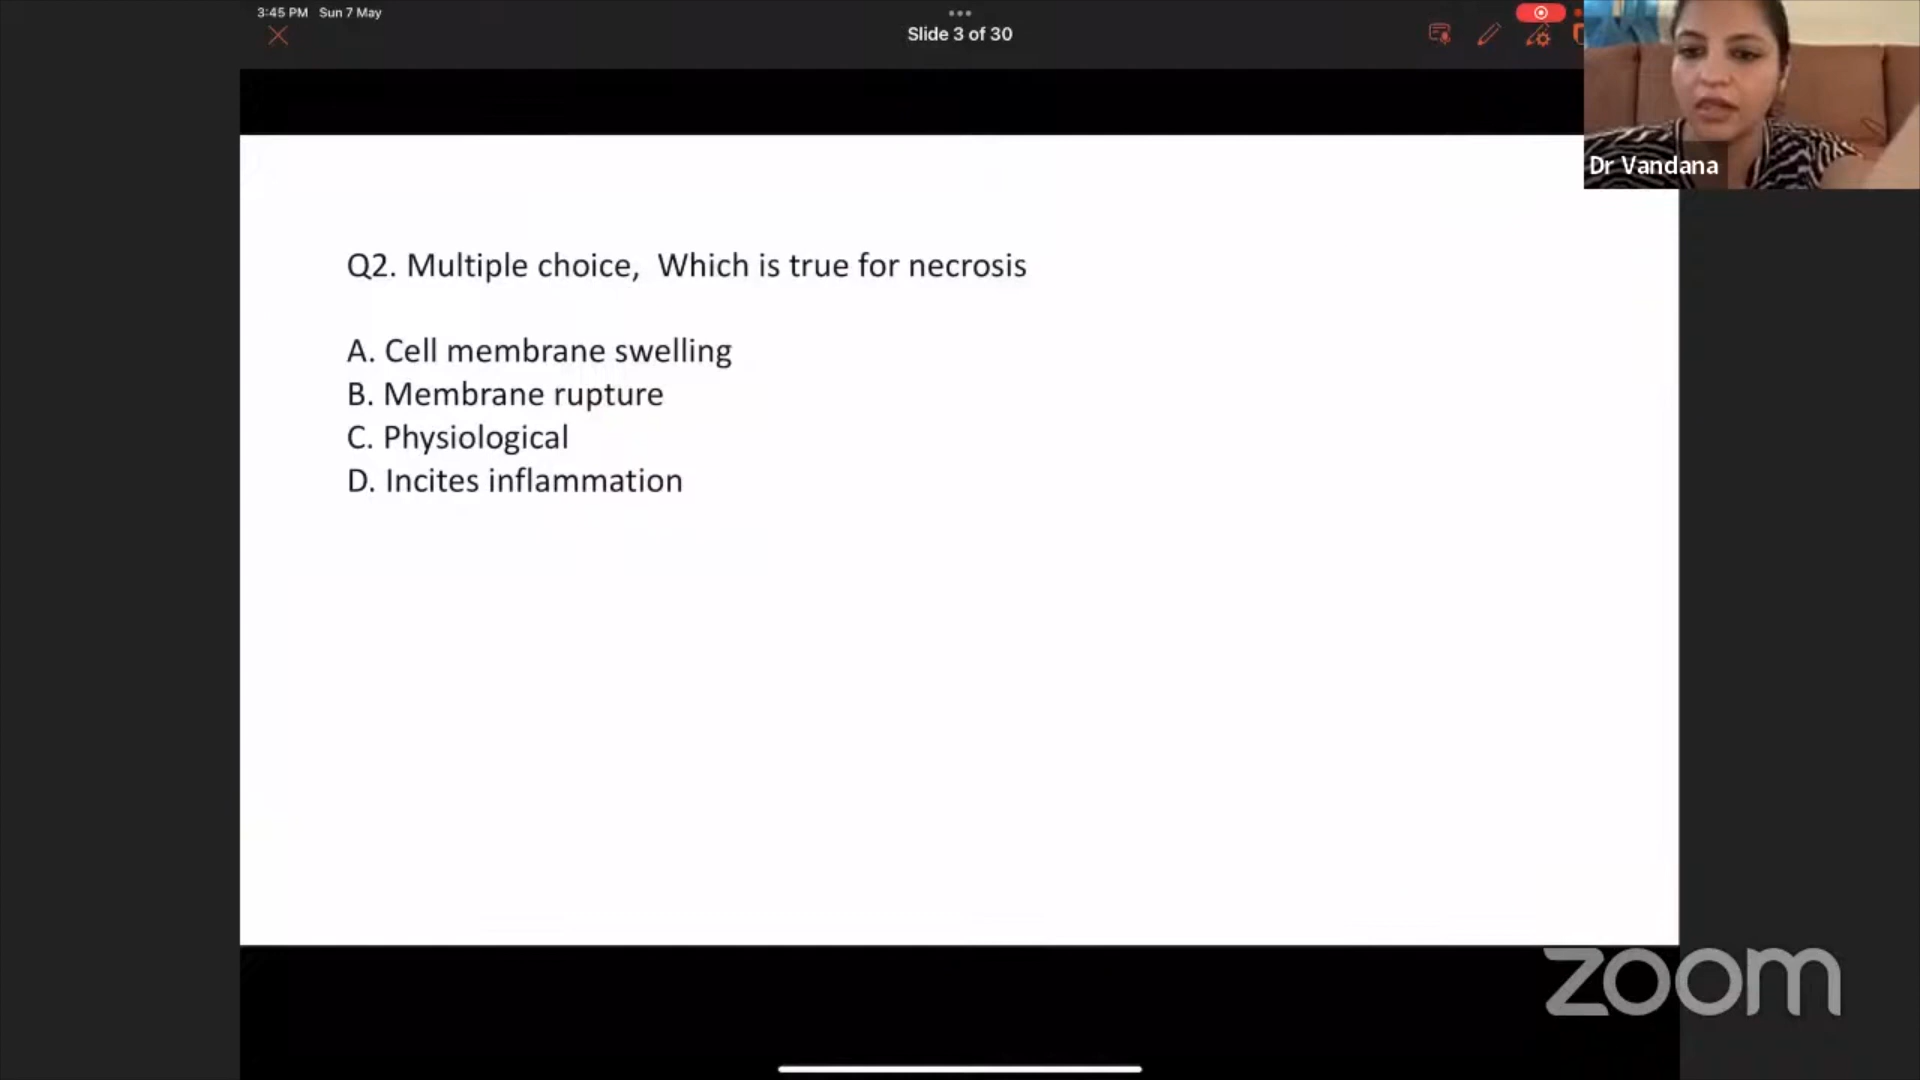 3:45 PM Sun 7 May
Slide 3 of 30
Dr Vandana
Q2. Multiple choice, Which is true for necrosis
A. Cell membrane swelling
B. Membrane rupture
C. Physiological
D. Incites inflammation
zoom